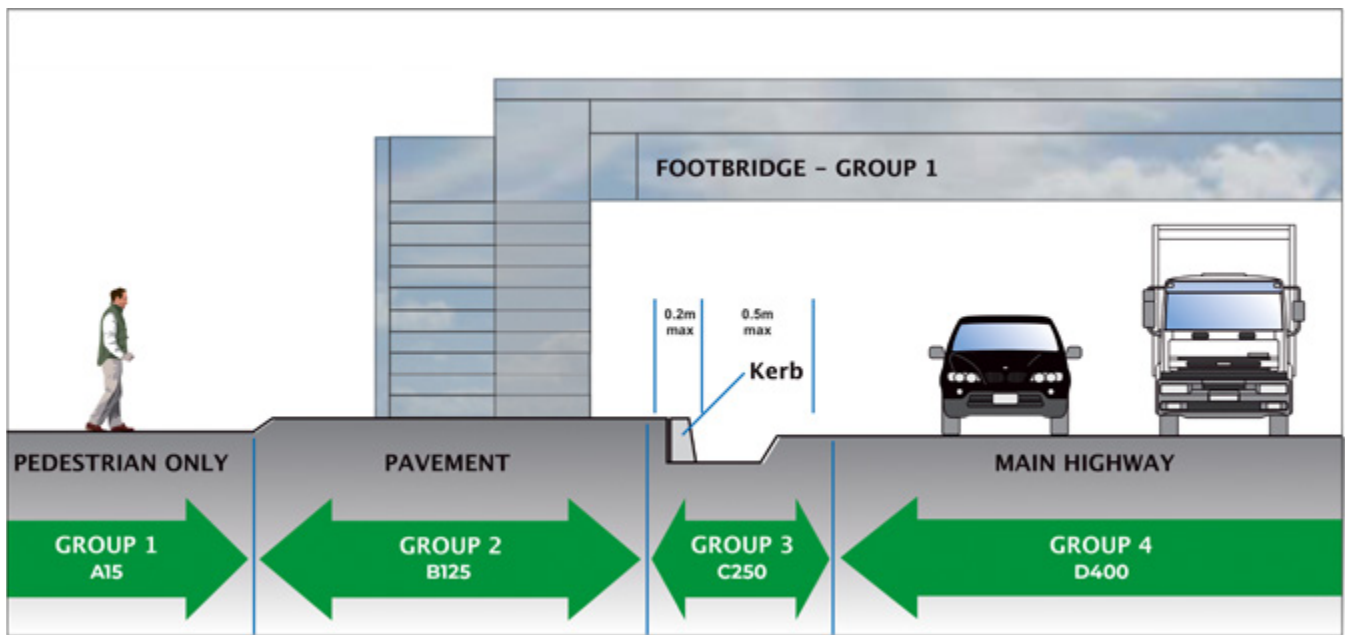 FOOTBRIDGE – GROUP 1
0.2m
max
0.5m
max
Kerb
PEDESTRIAN ONLY
PAVEMENT
MAIN HIGHWAY
GROUP 1
A15
GROUP 2
B125
GROUP 3
C250
GROUP 4
D400